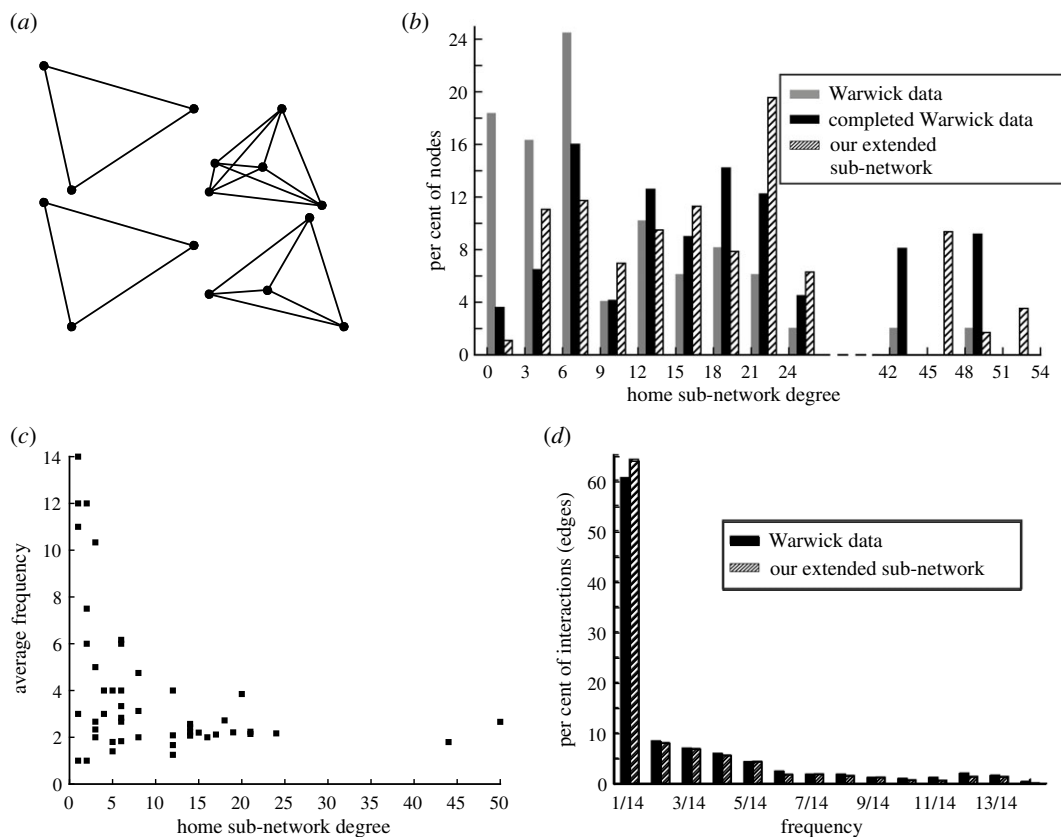 (a)
(b)
24
20
16
12
8
4
0
per cent of nodes
Warwick data
completed Warwick data
our extended
sub-network
0 3 6 9 12 15 18 21 24 42 45 48 51 54
home sub-network degree
(c)
14
12
10
8
6
4
2
0
average frequency
0 5 10 15 20 25 30 35 40 45 50
home sub-network degree
(d)
60
50
40
30
20
10
0
per cent of interactions (edges)
Warwick data
our extended sub-network
1/14 3/14 5/14 7/14 9/14 11/14 13/14
frequency